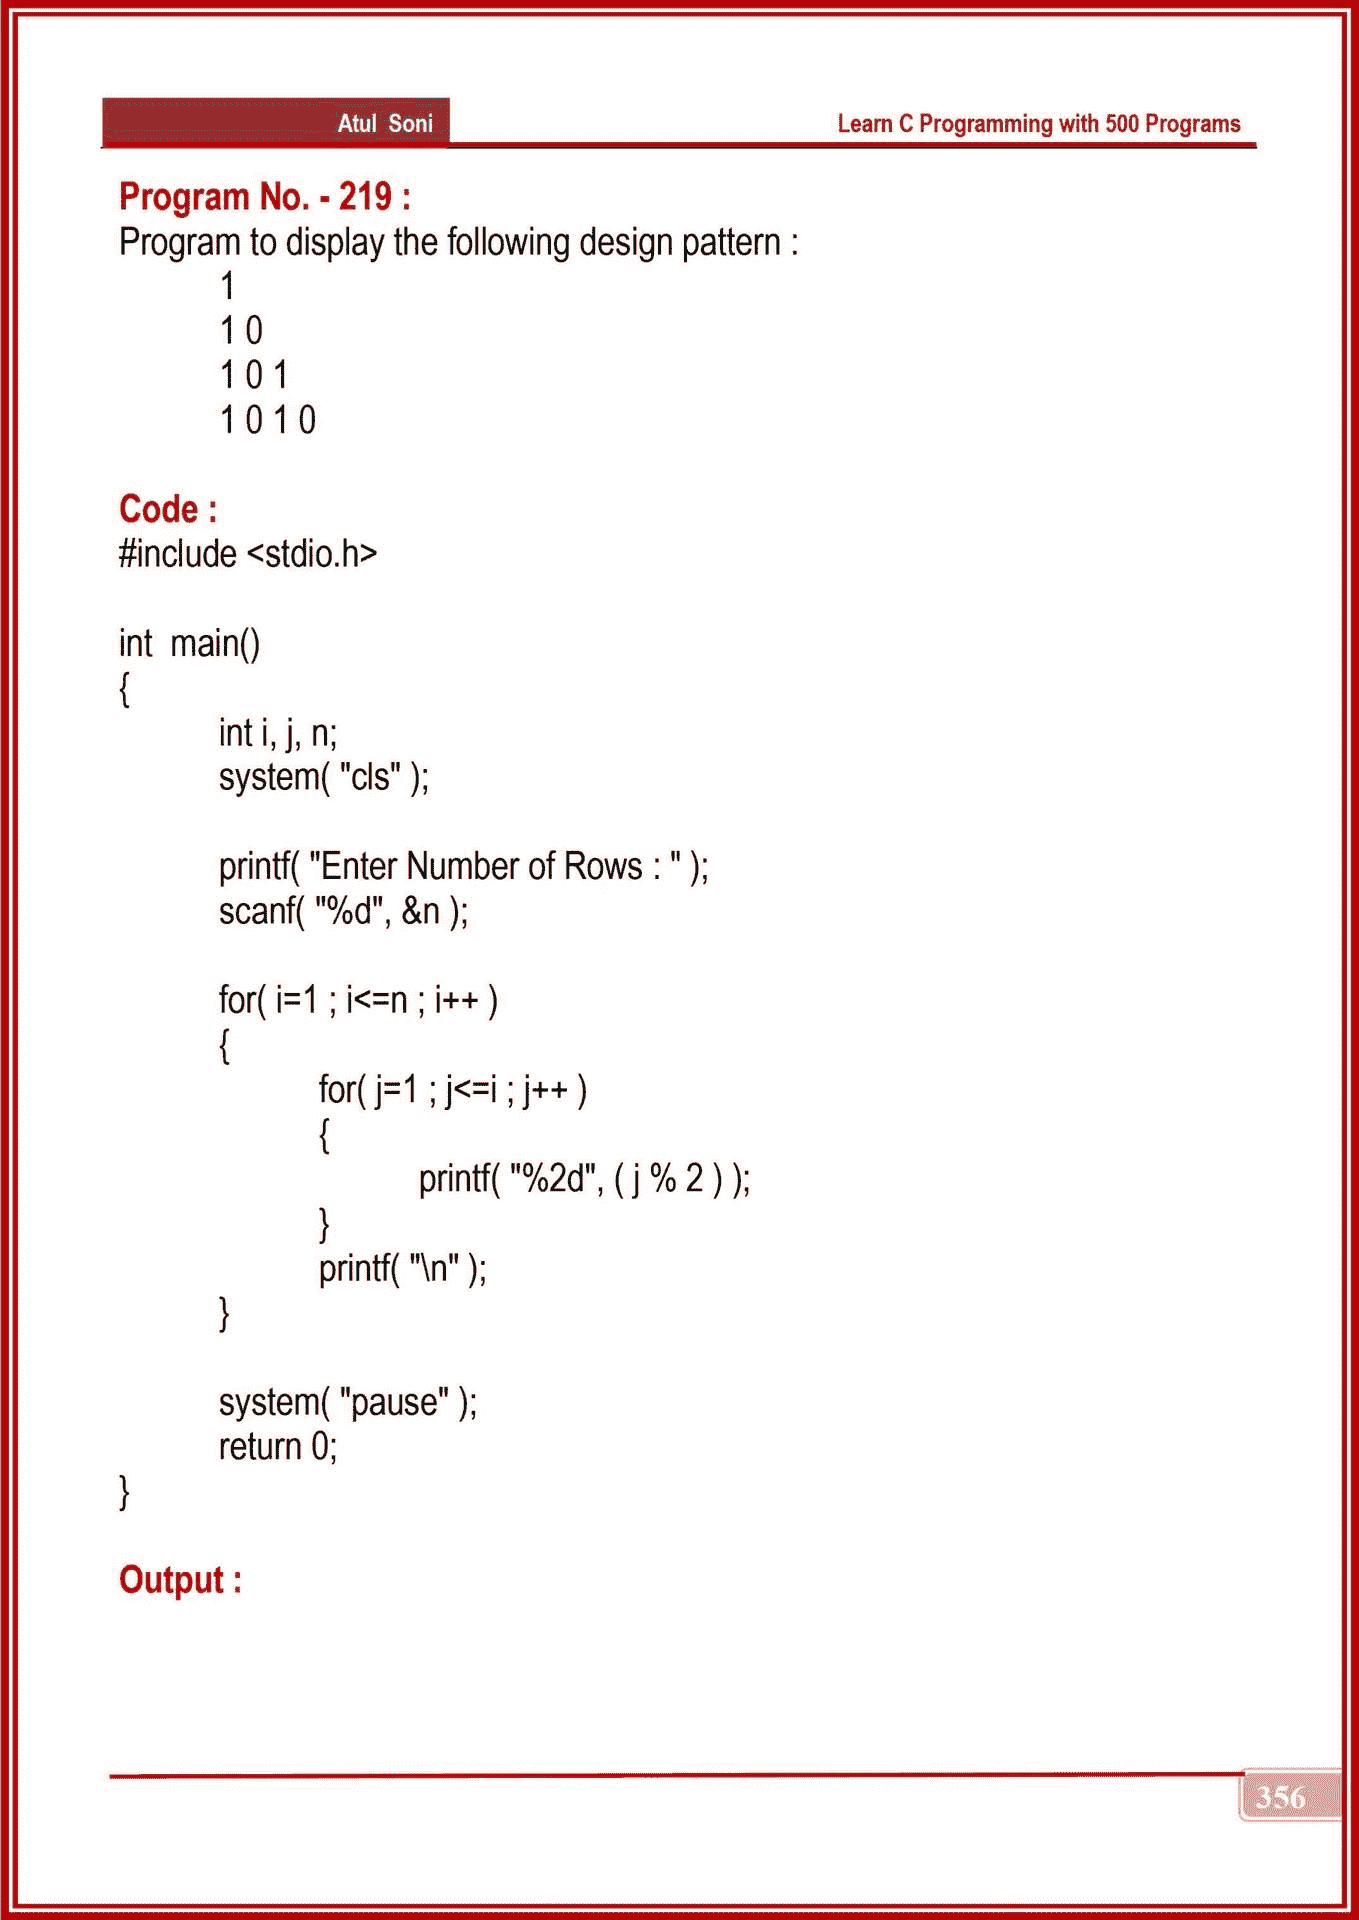 Atul Soni
Learn C Programming with 500 Programs
Program No. - 219 :
Program to display the following design pattern :
1
1 0
1 0 1
1 0 1 0
Code :
#include <stdio.h>
int main()
{
int i, j, n;
system( "cls" );
printf( "Enter Number of Rows : " );
scanf( "%d", &n );
for( i=1 ; i<=n ; i++ )
{
for( j=1 ; j<=i ; j++ )
{
printf( "%2d", ( j % 2 ) );
}
printf( "\n" );
}
system( "pause" );
return 0;
}
Output :
356